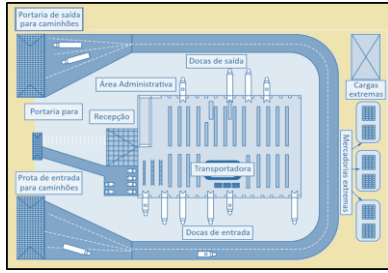 Portaria de saída
para caminhões
Docas de saída
Área Administrativa
Cargas
extremas
Portaria para
Recepção
Transportadora
Mercadorias extremas
Prota de entrada
para caminhões
Docas de entrada